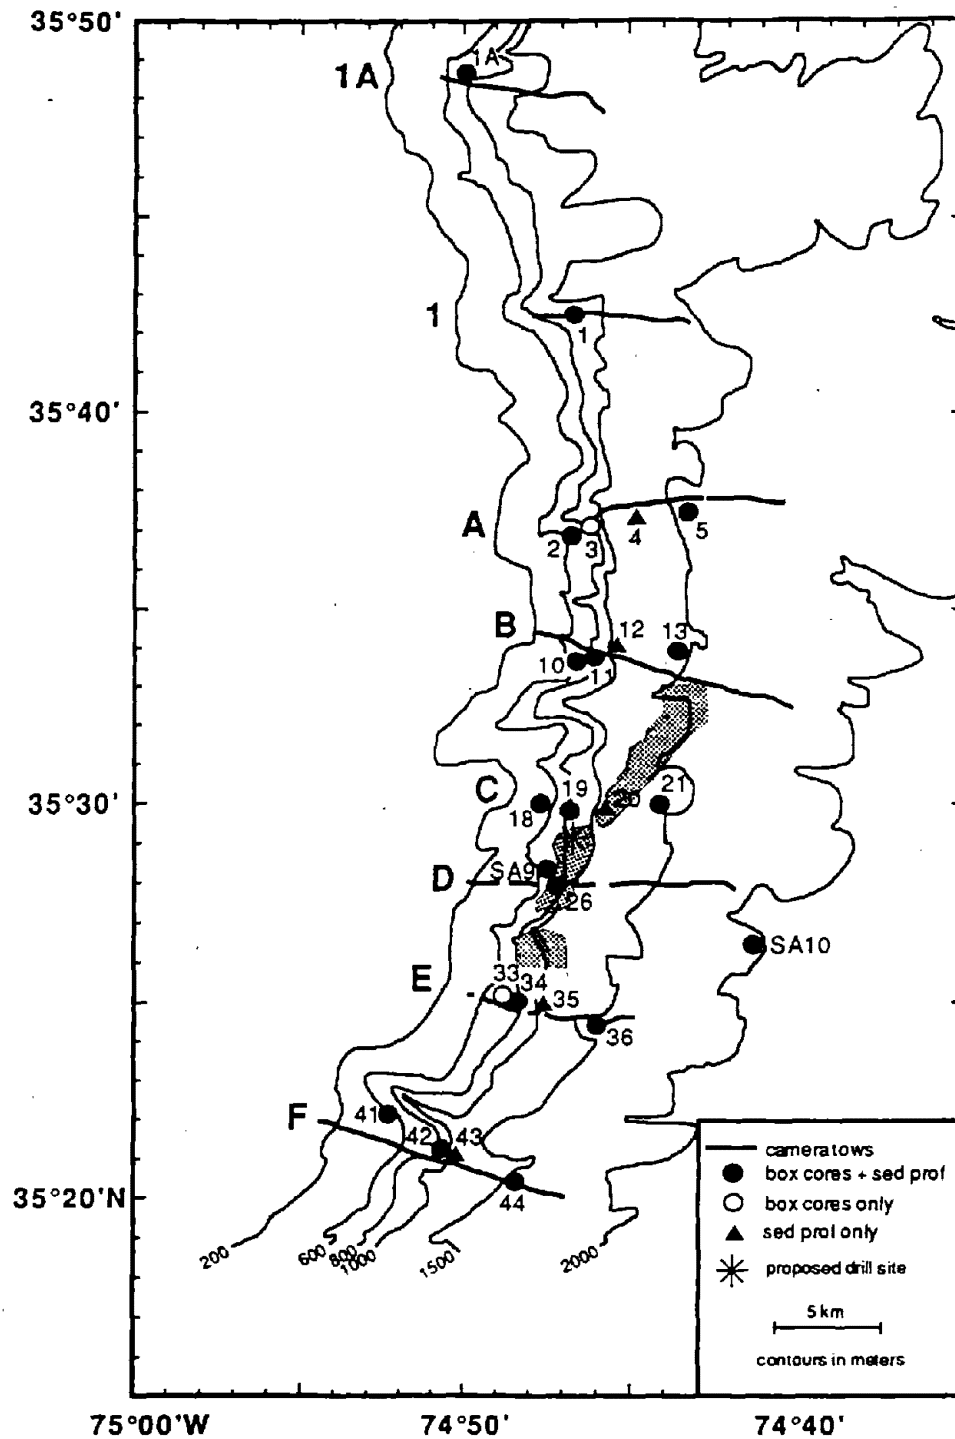 35°50'
1A
1A
1
1
35°40'
A
2
3
4
5
B
12
13
10
11
C
19
20
21
35°30'
18
SA9
D
26
SA10
33
34
E
35
36
41
F
42
43
35°20'N
44
200
600
800
1000
1500
2000
cameratows
box cores + sed prof
box cores only
sed prof only
proposed drill site
5 km
contours in meters
75°00'W
74°50'
74°40'